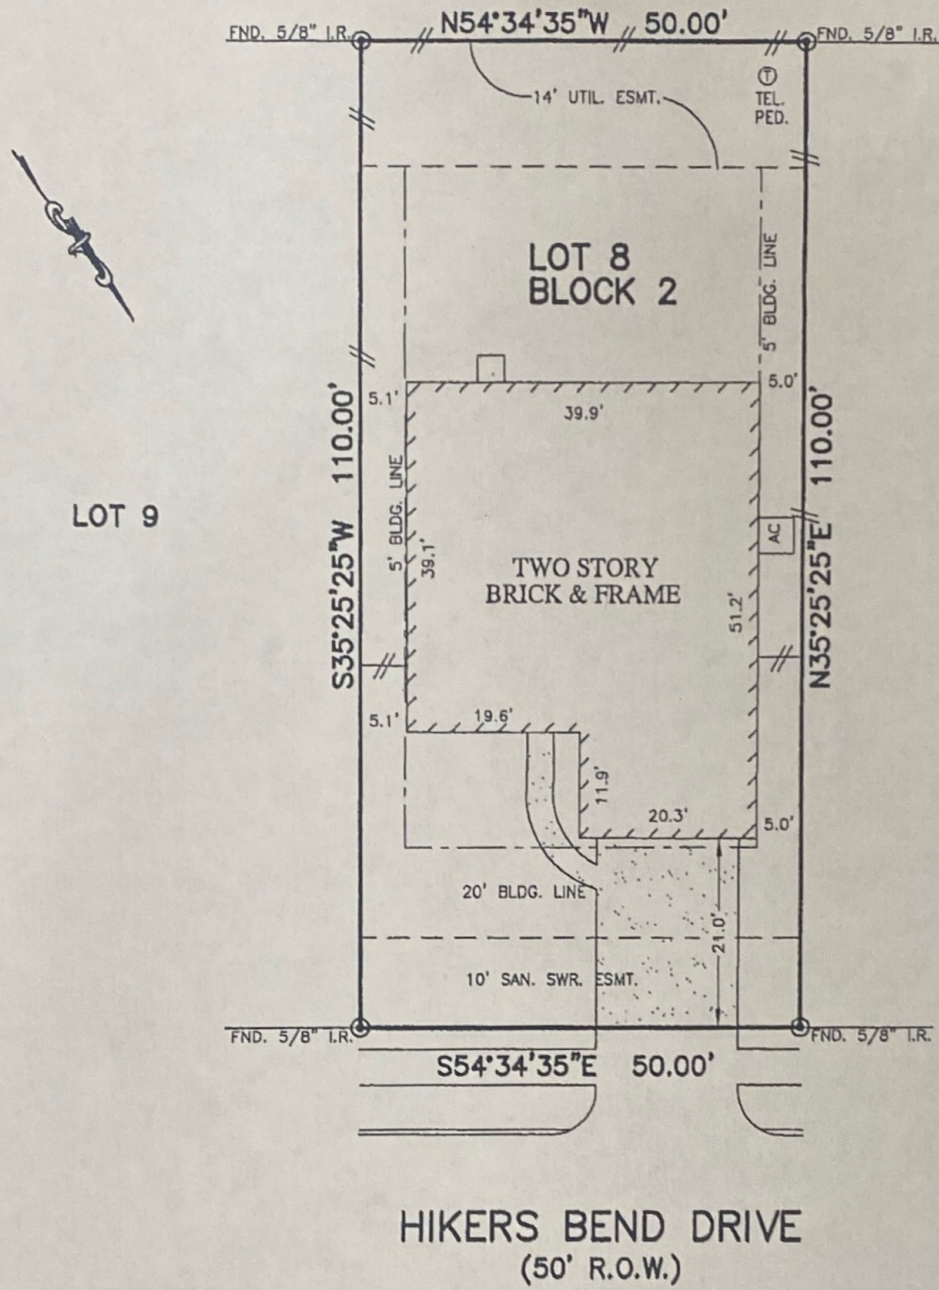 FND. 5/8" I.R.
N54°34'35"W 50.00'
FND. 5/8" I.R.
14' UTIL. ESMT.
T
TEL.
PED.
LOT 8
BLOCK 2
5' BLDG. LINE
5.1'
5.0'
39.9'
S35°25'25"W 110.00'
N35°25'25"E 110.00'
LOT 9
5' BLDG. LINE
39.1'
AC
TWO STORY
BRICK & FRAME
51.2'
5.1'
19.6'
11.9'
20.3'
5.0'
20' BLDG. LINE
21.0'
10' SAN. SWR. ESMT.
FND. 5/8" I.R.
FND. 5/8" I.R.
S54°34'35"E 50.00'
HIKERS BEND DRIVE
(50' R.O.W.)